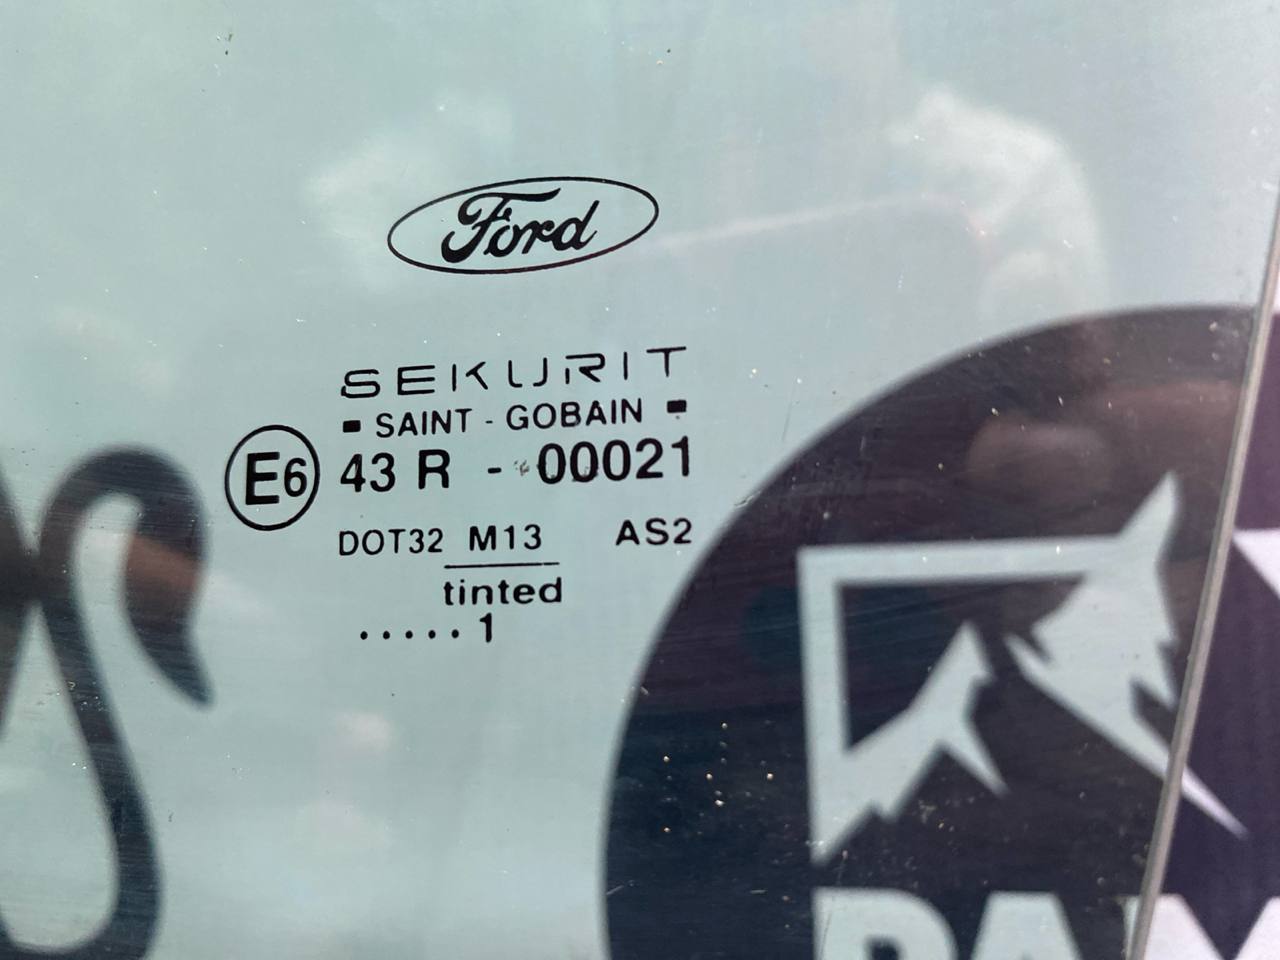 Ford
SEKURIT
▪ SAINT - GOBAIN ▪
E6 43 R - 00021
DOT32 M13 AS2
tinted
.....1